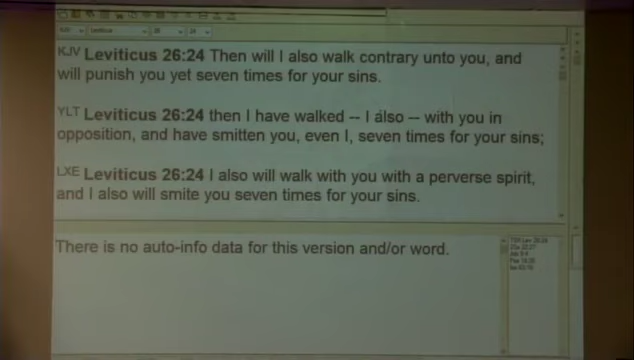 KJV Leviticus 26:24 Then will I also walk contrary unto you, and
will punish you yet seven times for your sins.
YLT Leviticus 26:24 then I have walked -- I also -- with you in
opposition, and have smitten you, even I, seven times for your sins;
LXE Leviticus 26:24 I also will walk with you with a perverse spirit,
and I also will smite you seven times for your sins.
There is no auto-info data for this version and/or word.